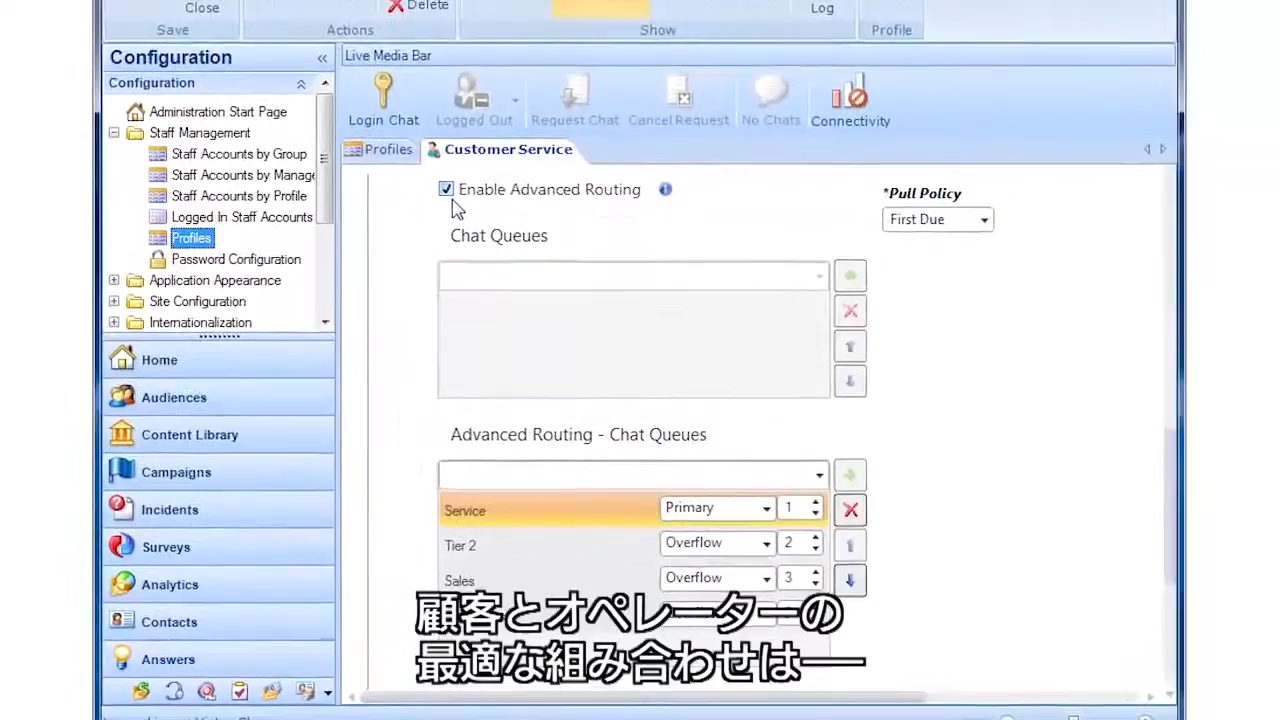 Close
Delete
Log
Save
Actions
Show
Profile
Configuration
Configuration
Administration Start Page
Staff Management
Staff Accounts by Group
Staff Accounts by Manage
Staff Accounts by Profile
Logged In Staff Accounts
Profiles
Password Configuration
Application Appearance
Site Configuration
Internationalization
Home
Audiences
Content Library
Campaigns
Incidents
Surveys
Analytics
Contacts
Answers
Live Media Bar
Login Chat
Logged Out
Request Chat
Cancel Request
No Chats
Connectivity
Profiles
Customer Service
Enable Advanced Routing
*Pull Policy
First Due
Chat Queues
Advanced Routing - Chat Queues
Service Primary 1
Tier 2 Overflow 2
Sales Overflow 3
顧客とオペレーターの
最適な組み合わせは──